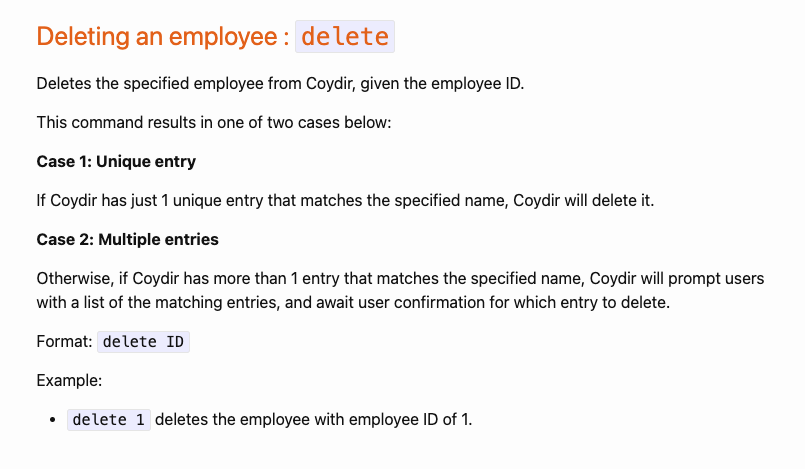 Deleting an employee : delete
Deletes the specified employee from Coydir, given the employee ID.
This command results in one of two cases below:
Case 1: Unique entry
If Coydir has just 1 unique entry that matches the specified name, Coydir will delete it.
Case 2: Multiple entries
Otherwise, if Coydir has more than 1 entry that matches the specified name, Coydir will prompt users
with a list of the matching entries, and await user confirmation for which entry to delete.
Format: delete ID
Example:
• delete 1 deletes the employee with employee ID of 1.